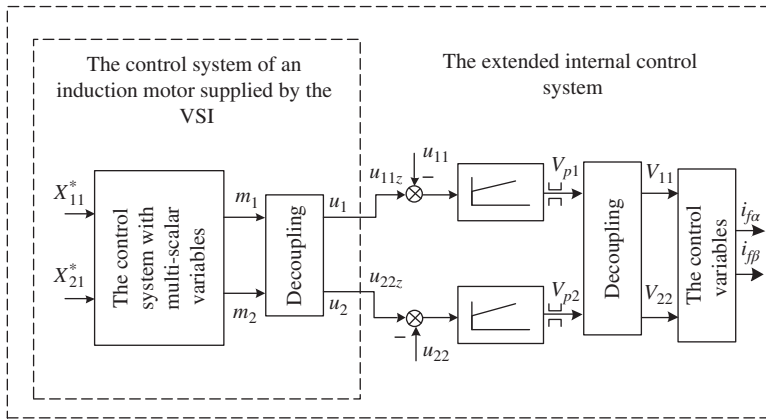 The control system of an
induction motor supplied by the
VSI
The extended internal control
system
X*11
X*21
The control
system with
multi-scalar
variables
m1
m2
Decoupling
u1
u2
u11z
u22z
u11
−
−
u22
Vp1
Vp2
Decoupling
V11
V22
The control
variables
ifα
ifβ